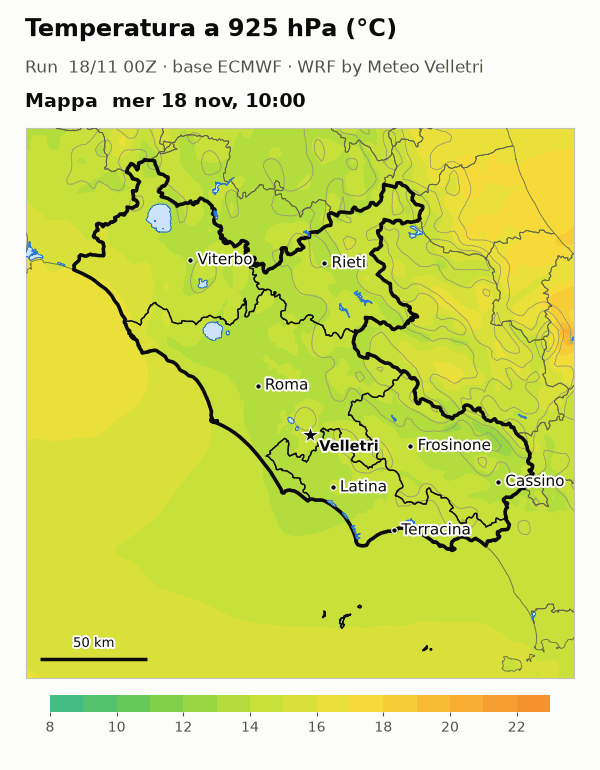 Temperatura a 925 hPa (°C)
Run  18/11 00Z · base ECMWF · WRF by Meteo Velletri
Mappa  mer 18 nov, 10:00
Viterbo
Rieti
Roma
Velletri
Frosinone
Latina
Cassino
Terracina
50 km
8 10 12 14 16 18 20 22